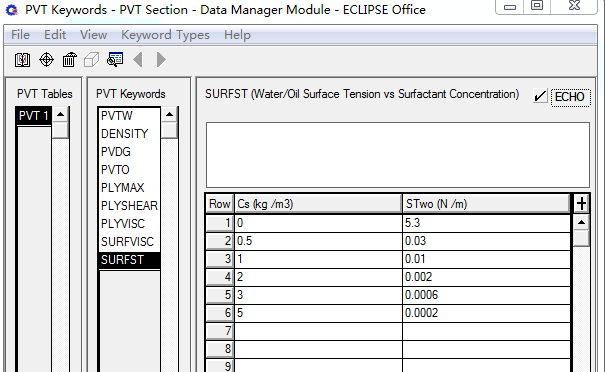 PVT Keywords - PVT Section - Data Manager Module - ECLIPSE Office
File Edit View Keyword Types Help
PVT Tables
PVT 1
PVT Keywords
PVTW
DENSITY
PVDG
PVTO
PLYMAX
PLYSHEAR
PLYVISC
SURFVISC
SURFST
SURFST (Water/Oil Surface Tension vs Surfactant Concentration)
ECHO
Row Cs (kg /m3) STwo (N /m)
1 0 5.3
2 0.5 0.03
3 1 0.01
4 2 0.002
5 3 0.0006
6 5 0.0002
7
8
9